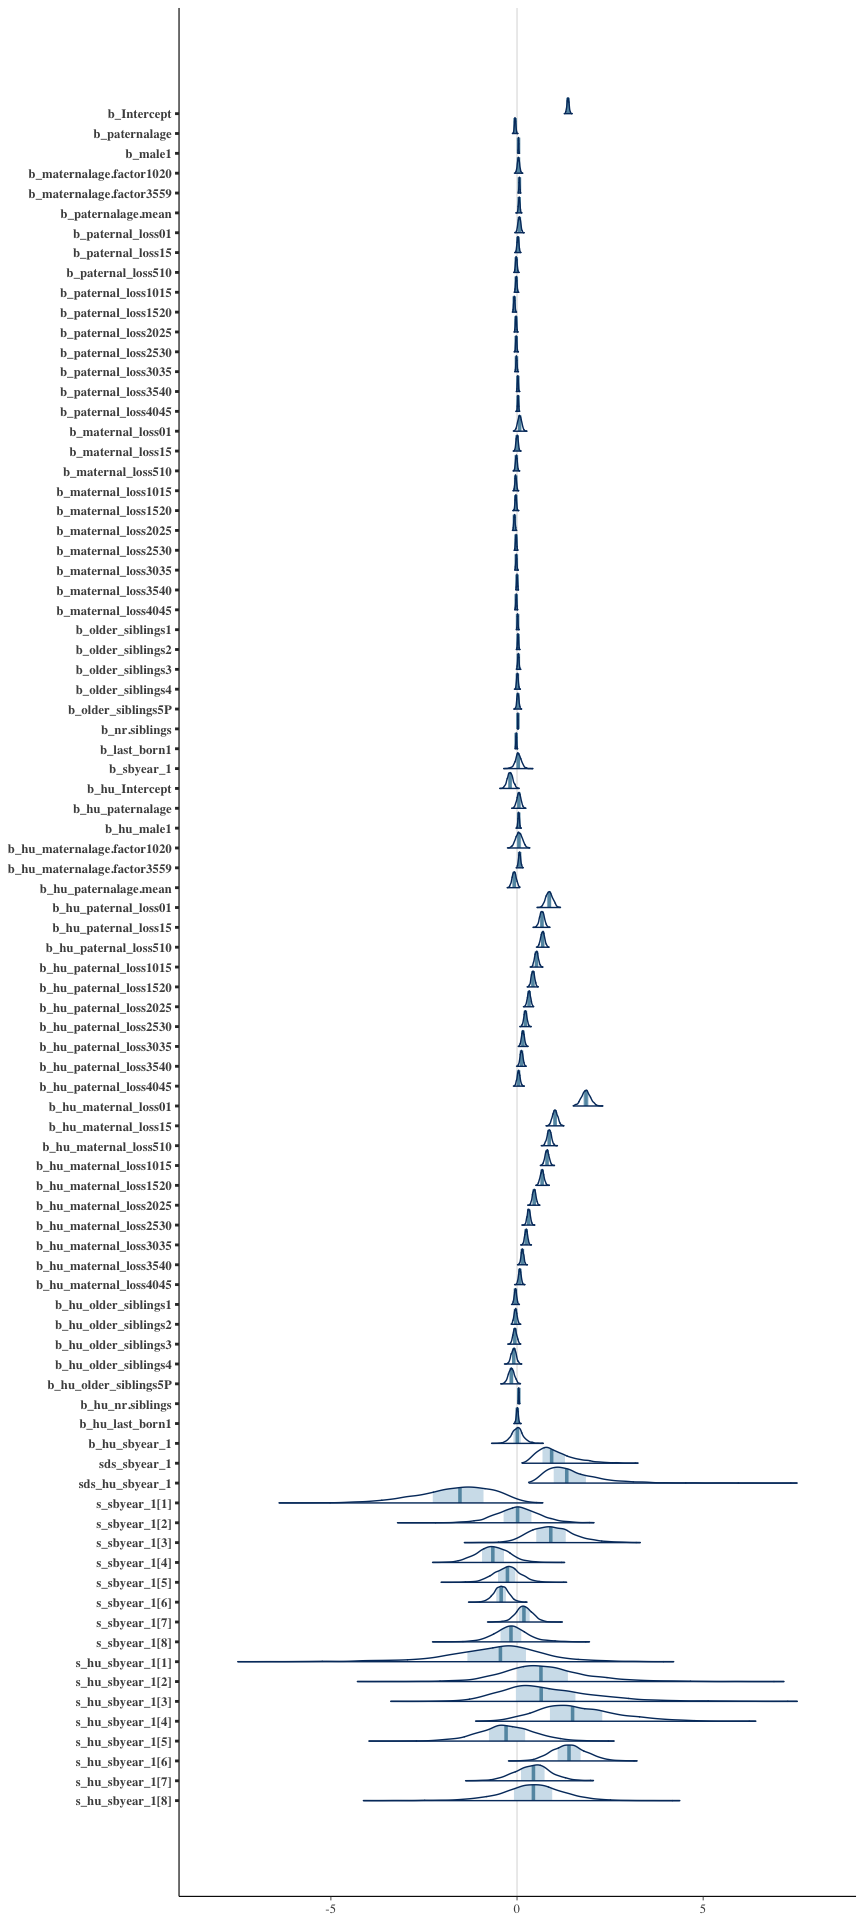 b_Intercept
b_paternalage
b_male1
b_maternalage.factor1020
b_maternalage.factor3559
b_paternalage.mean
b_paternal_loss01
b_paternal_loss15
b_paternal_loss510
b_paternal_loss1015
b_paternal_loss1520
b_paternal_loss2025
b_paternal_loss2530
b_paternal_loss3035
b_paternal_loss3540
b_paternal_loss4045
b_maternal_loss01
b_maternal_loss15
b_maternal_loss510
b_maternal_loss1015
b_maternal_loss1520
b_maternal_loss2025
b_maternal_loss2530
b_maternal_loss3035
b_maternal_loss3540
b_maternal_loss4045
b_older_siblings1
b_older_siblings2
b_older_siblings3
b_older_siblings4
b_older_siblings5P
b_nr.siblings
b_last_born1
b_sbyear_1
b_hu_Intercept
b_hu_paternalage
b_hu_male1
b_hu_maternalage.factor1020
b_hu_maternalage.factor3559
b_hu_paternalage.mean
b_hu_paternal_loss01
b_hu_paternal_loss15
b_hu_paternal_loss510
b_hu_paternal_loss1015
b_hu_paternal_loss1520
b_hu_paternal_loss2025
b_hu_paternal_loss2530
b_hu_paternal_loss3035
b_hu_paternal_loss3540
b_hu_paternal_loss4045
b_hu_maternal_loss01
b_hu_maternal_loss15
b_hu_maternal_loss510
b_hu_maternal_loss1015
b_hu_maternal_loss1520
b_hu_maternal_loss2025
b_hu_maternal_loss2530
b_hu_maternal_loss3035
b_hu_maternal_loss3540
b_hu_maternal_loss4045
b_hu_older_siblings1
b_hu_older_siblings2
b_hu_older_siblings3
b_hu_older_siblings4
b_hu_older_siblings5P
b_hu_nr.siblings
b_hu_last_born1
b_hu_sbyear_1
sds_sbyear_1
sds_hu_sbyear_1
s_sbyear_1[1]
s_sbyear_1[2]
s_sbyear_1[3]
s_sbyear_1[4]
s_sbyear_1[5]
s_sbyear_1[6]
s_sbyear_1[7]
s_sbyear_1[8]
s_hu_sbyear_1[1]
s_hu_sbyear_1[2]
s_hu_sbyear_1[3]
s_hu_sbyear_1[4]
s_hu_sbyear_1[5]
s_hu_sbyear_1[6]
s_hu_sbyear_1[7]
s_hu_sbyear_1[8]
-5 0 5